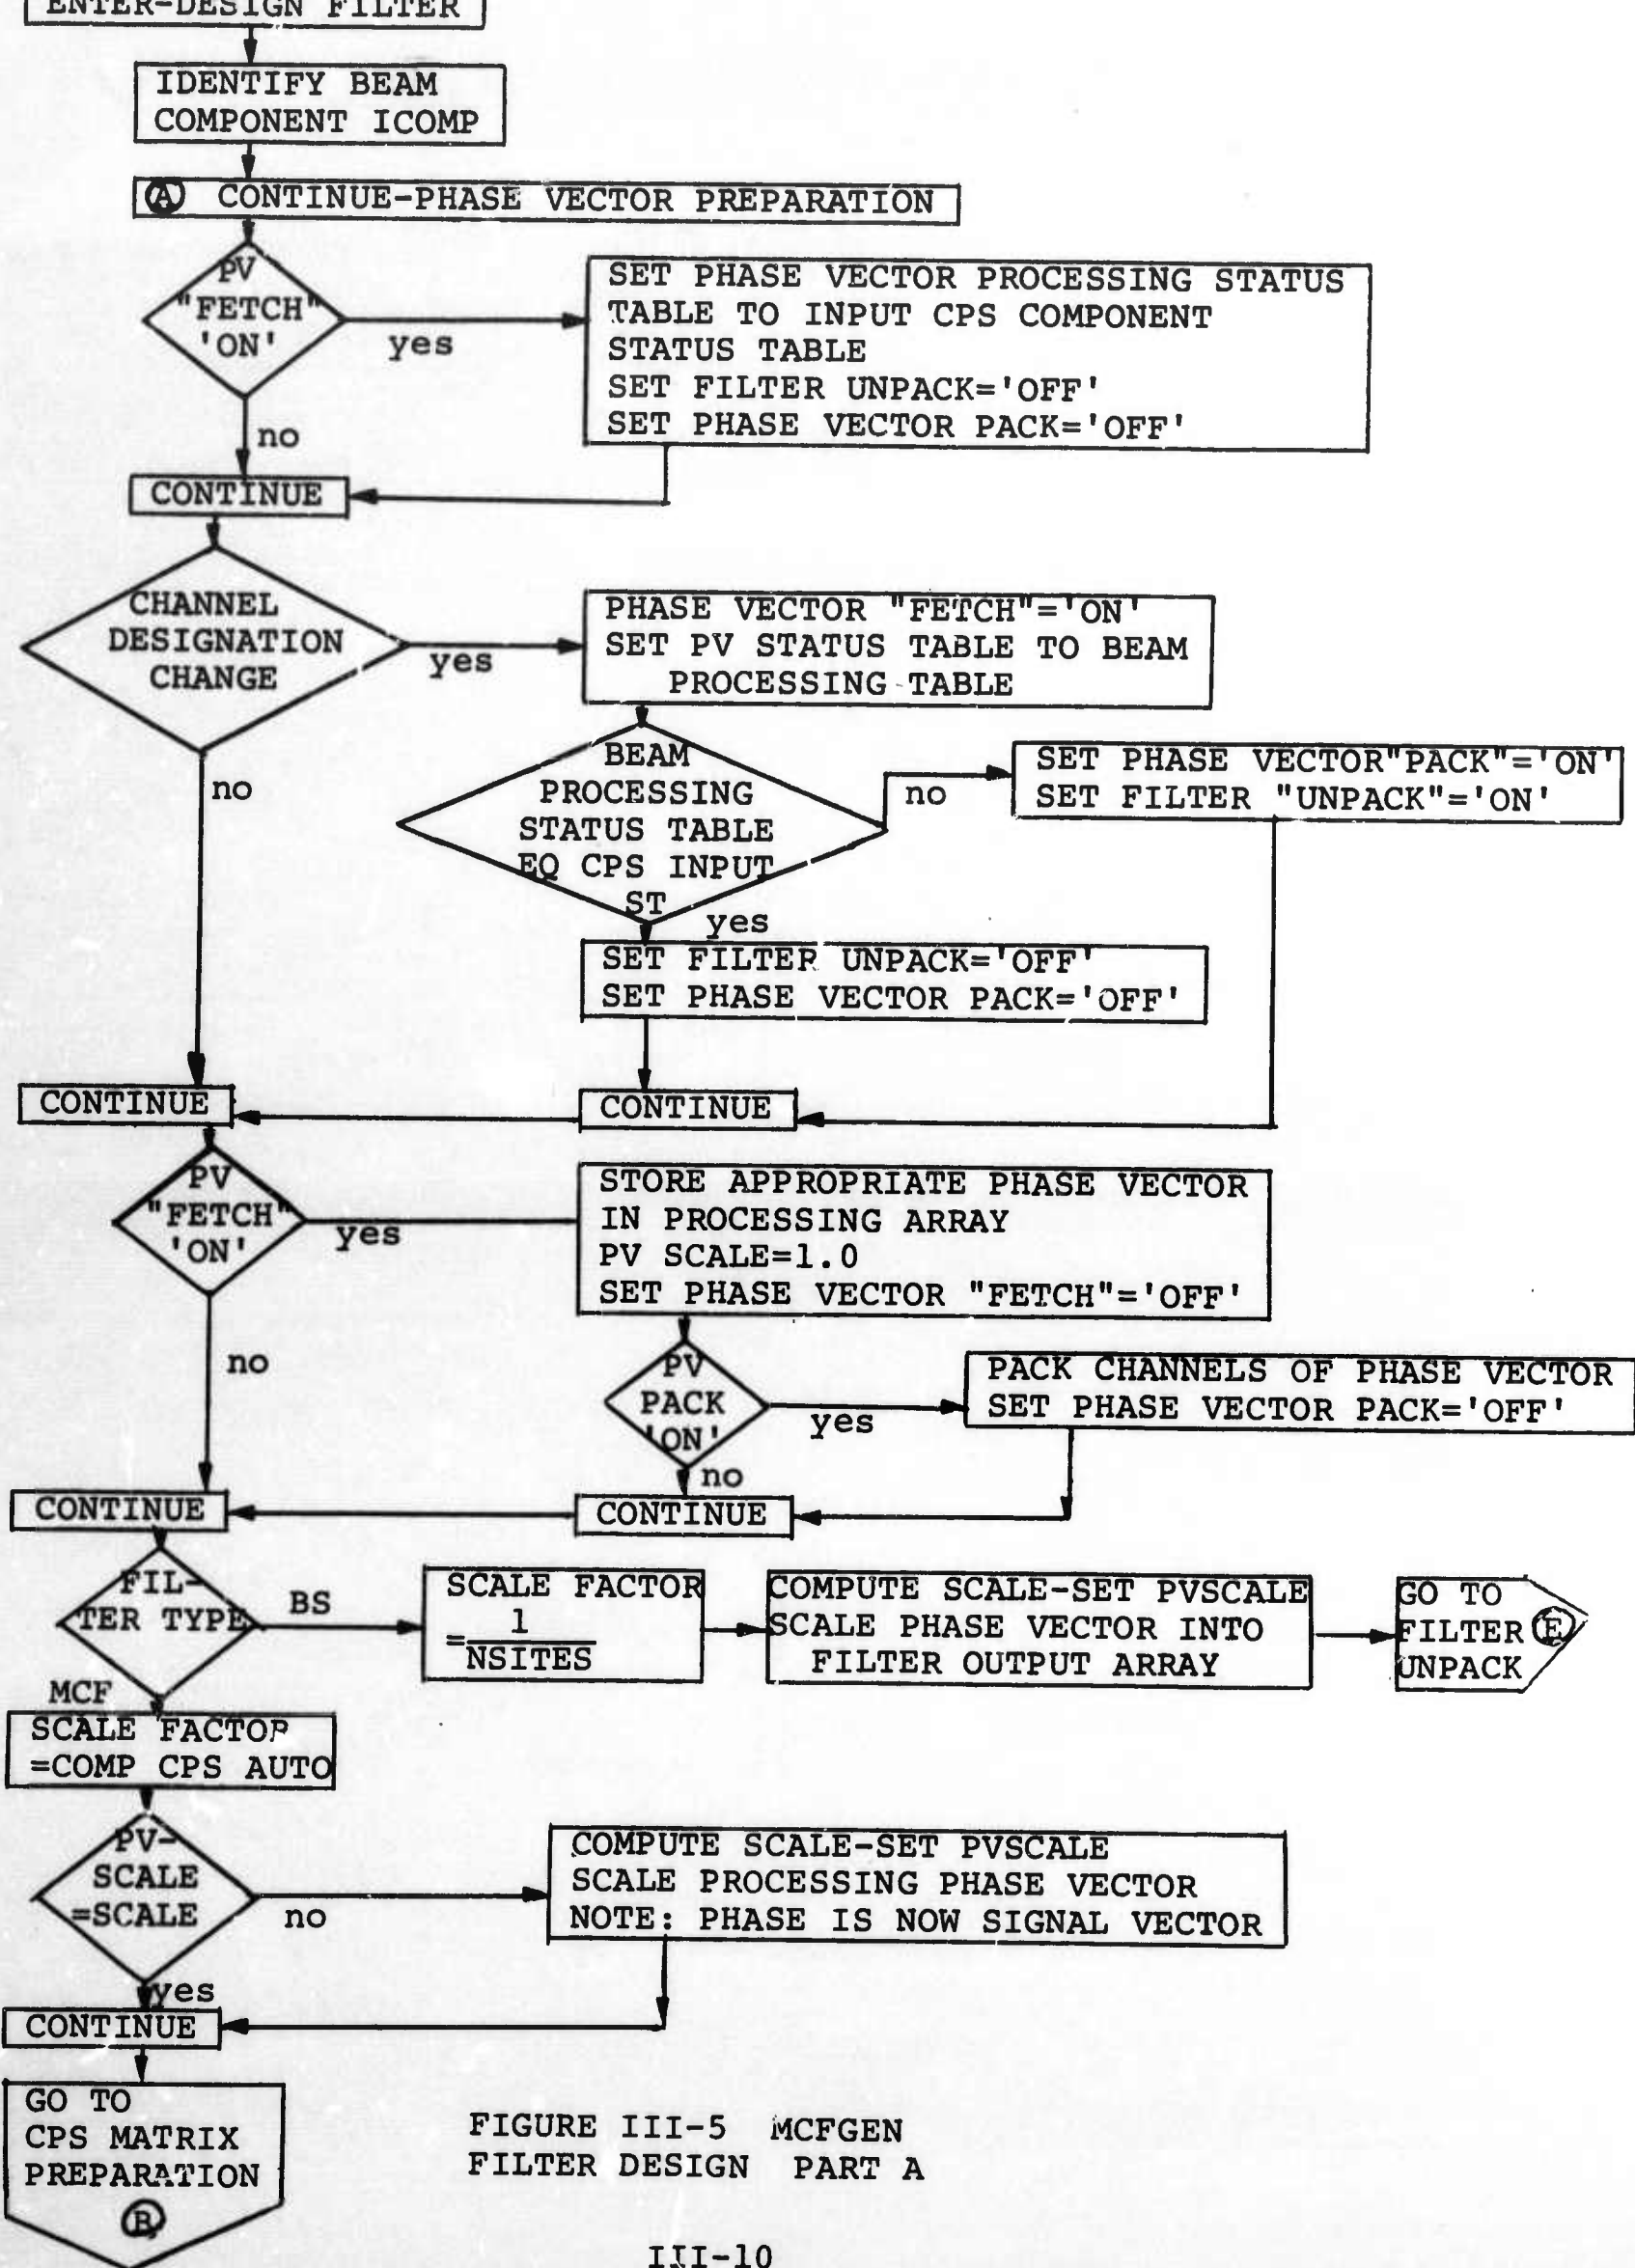 ENTER-DESIGN FILTER
IDENTIFY BEAM
COMPONENT ICOMP
A CONTINUE-PHASE VECTOR PREPARATION
PV
"FETCH"
'ON'
yes
no
SET PHASE VECTOR PROCESSING STATUS
TABLE TO INPUT CPS COMPONENT
STATUS TABLE
SET FILTER UNPACK='OFF'
SET PHASE VECTOR PACK='OFF'
CONTINUE
CHANNEL
DESIGNATION
CHANGE
yes
no
PHASE VECTOR "FETCH"='ON'
SET PV STATUS TABLE TO BEAM
PROCESSING TABLE
BEAM
PROCESSING
STATUS TABLE
EQ CPS INPUT
ST
no
yes
SET PHASE VECTOR"PACK"='ON'
SET FILTER "UNPACK"='ON'
SET FILTER UNPACK='OFF'
SET PHASE VECTOR PACK='OFF'
CONTINUE
CONTINUE
PV
"FETCH"
'ON'
yes
no
STORE APPROPRIATE PHASE VECTOR
IN PROCESSING ARRAY
PV SCALE=1.0
SET PHASE VECTOR "FETCH"='OFF'
PV
PACK
'ON'
yes
no
PACK CHANNELS OF PHASE VECTOR
SET PHASE VECTOR PACK='OFF'
CONTINUE
CONTINUE
FIL-
TER TYPE
BS
MCF
SCALE FACTOR
1
=
NSITES
COMPUTE SCALE-SET PVSCALE
SCALE PHASE VECTOR INTO
FILTER OUTPUT ARRAY
GO TO
FILTER E
UNPACK
SCALE FACTOR
=COMP CPS AUTO
PV-
SCALE
=SCALE
no
yes
COMPUTE SCALE-SET PVSCALE
SCALE PROCESSING PHASE VECTOR
NOTE: PHASE IS NOW SIGNAL VECTOR
CONTINUE
GO TO
CPS MATRIX
PREPARATION
B
FIGURE III-5 MCFGEN
FILTER DESIGN PART A
III-10